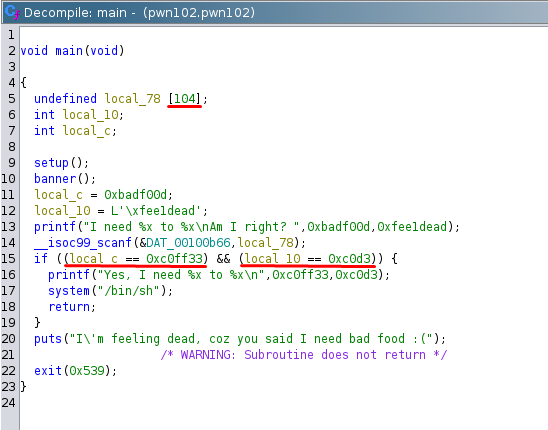 Decompile: main - (pwn102.pwn102)
1
2 void main(void)
3
4 {
5 undefined local_78 [104];
6 int local_10;
7 int local_c;
8
9 setup();
10 banner();
11 local_c = 0xbadf00d;
12 local_10 = L'\xfee1dead';
13 printf("I need %x to %x\nAm I right? ",0xbadf00d,0xfee1dead);
14 __isoc99_scanf(&DAT_00100b66,local_78);
15 if ((local_c == 0xc0ff33) && (local_10 == 0xc0d3)) {
16 printf("Yes, I need %x to %x\n",0xc0ff33,0xc0d3);
17 system("/bin/sh");
18 return;
19 }
20 puts("I\'m feeling dead, coz you said I need bad food :(");
21 /* WARNING: Subroutine does not return */
22 exit(0x539);
23 }
24